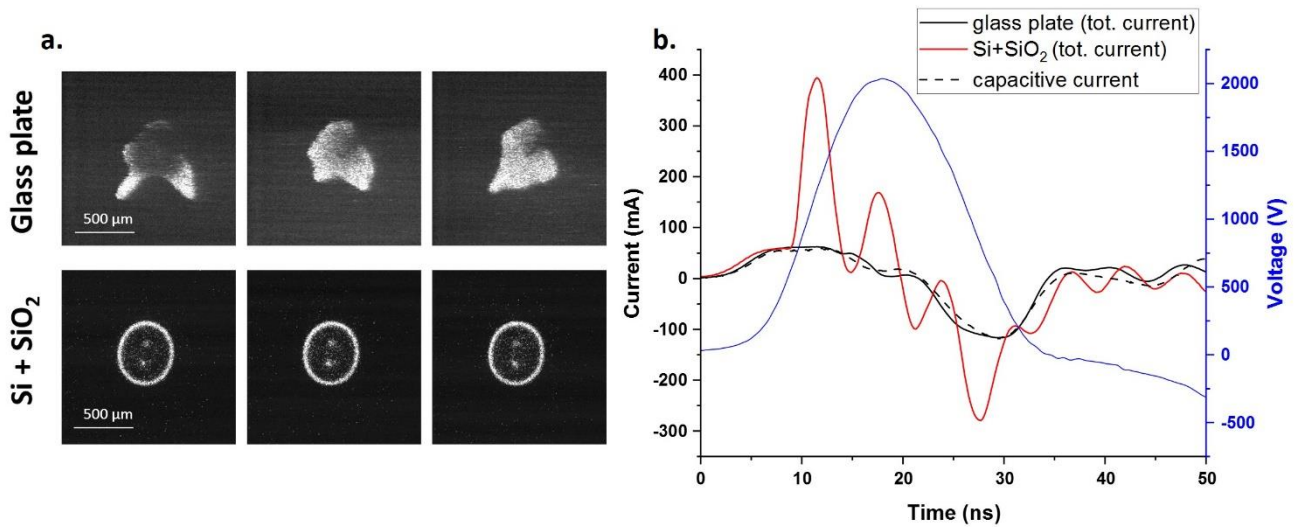 a.
Glass plate
500 µm
Si + SiO₂
500 µm
b.
glass plate (tot. current)
Si+SiO₂ (tot. current)
capacitive current
Current (mA)
400
300
200
100
0
-100
-200
-300
Voltage (V)
2000
1500
1000
500
0
-500
0 10 20 30 40 50
Time (ns)